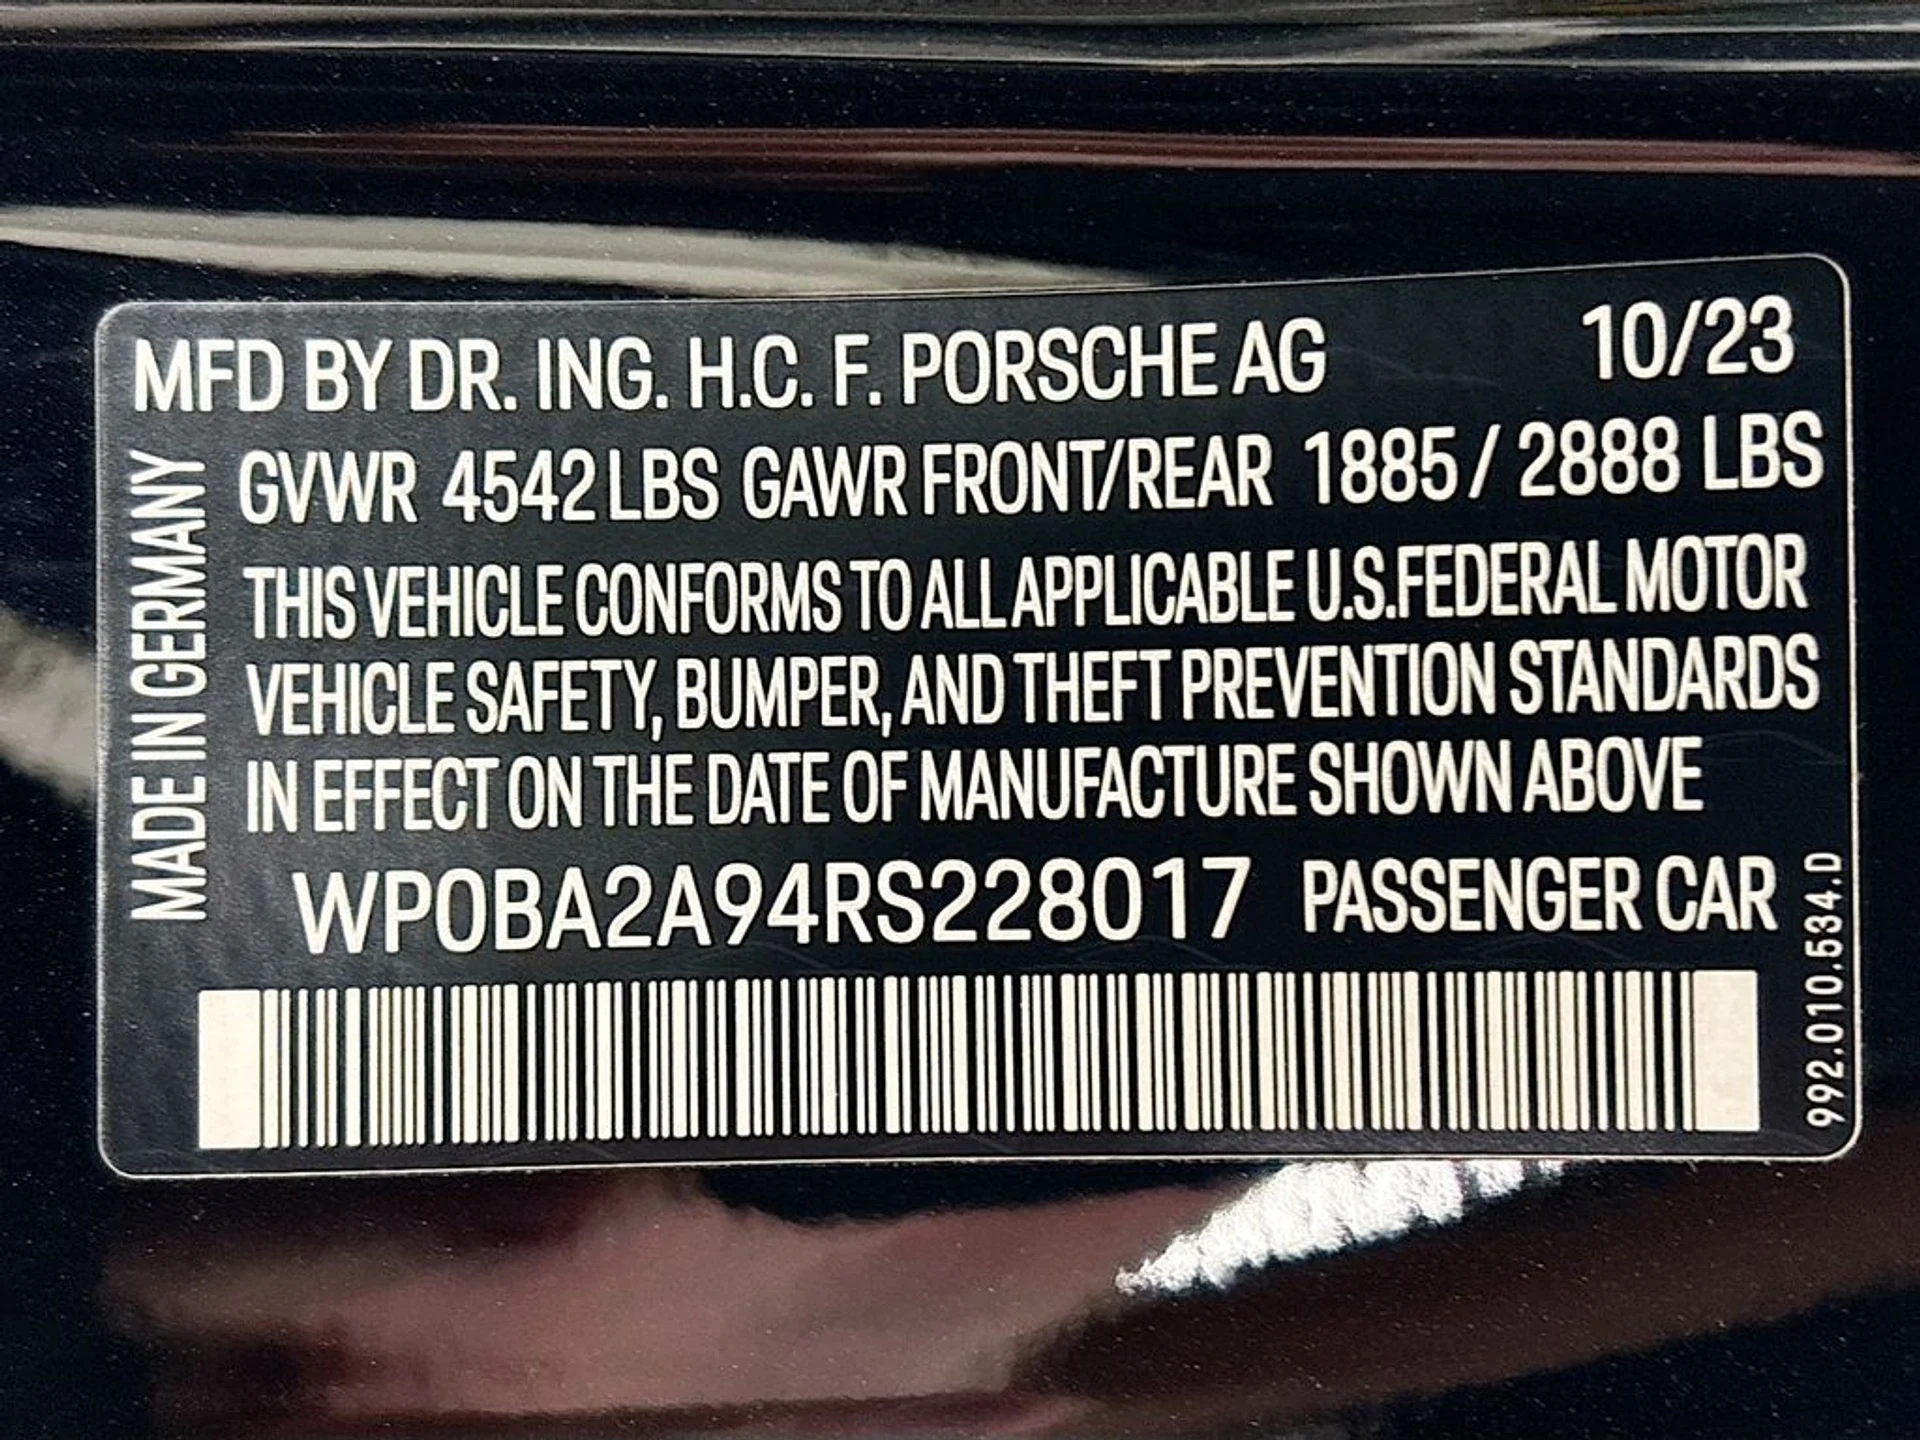 MFD BY DR. ING. H.C. F. PORSCHE AG 10/23
GVWR 4542 LBS GAWR FRONT/REAR 1885 / 2888 LBS
THIS VEHICLE CONFORMS TO ALL APPLICABLE U.S.FEDERAL MOTOR
VEHICLE SAFETY, BUMPER, AND THEFT PREVENTION STANDARDS
IN EFFECT ON THE DATE OF MANUFACTURE SHOWN ABOVE
MADE IN GERMANY
WP0BA2A94RS228017 PASSENGER CAR
992.010.534.D